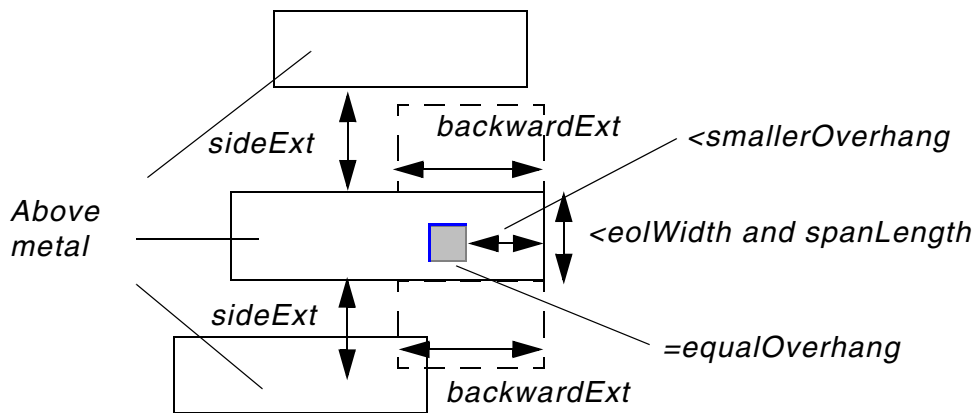 backwardExt
sideExt
<smallerOverhang
Above
metal
<eolWidth and spanLength
sideExt
=equalOverhang
backwardExt